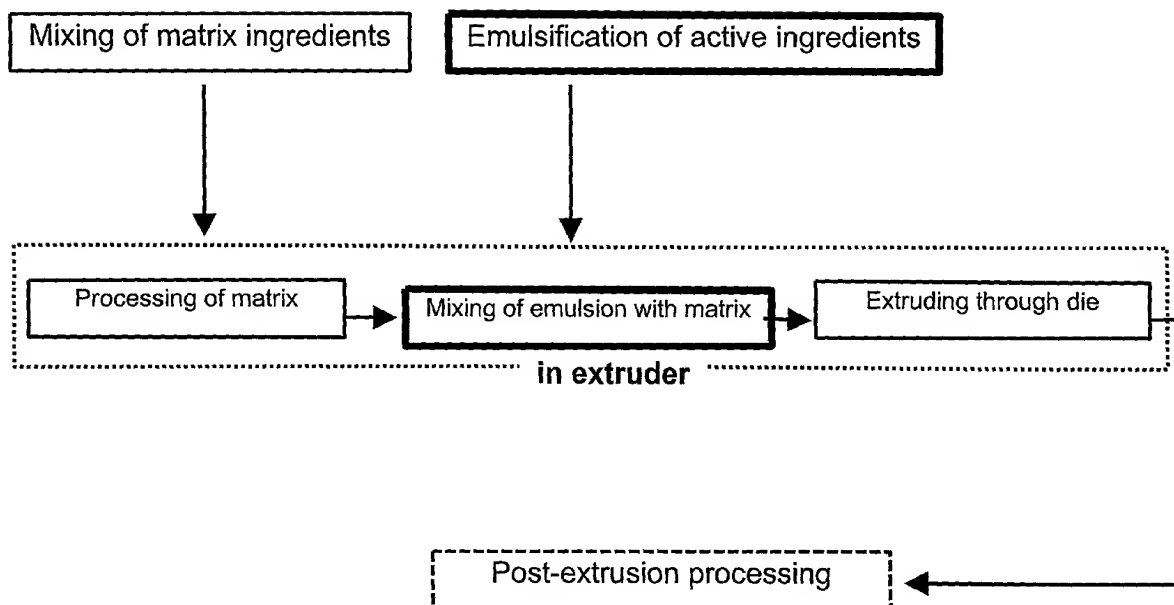 Mixing of matrix ingredients
Emulsification of active ingredients
Processing of matrix
Mixing of emulsion with matrix
Extruding through die
in extruder
Post-extrusion processing